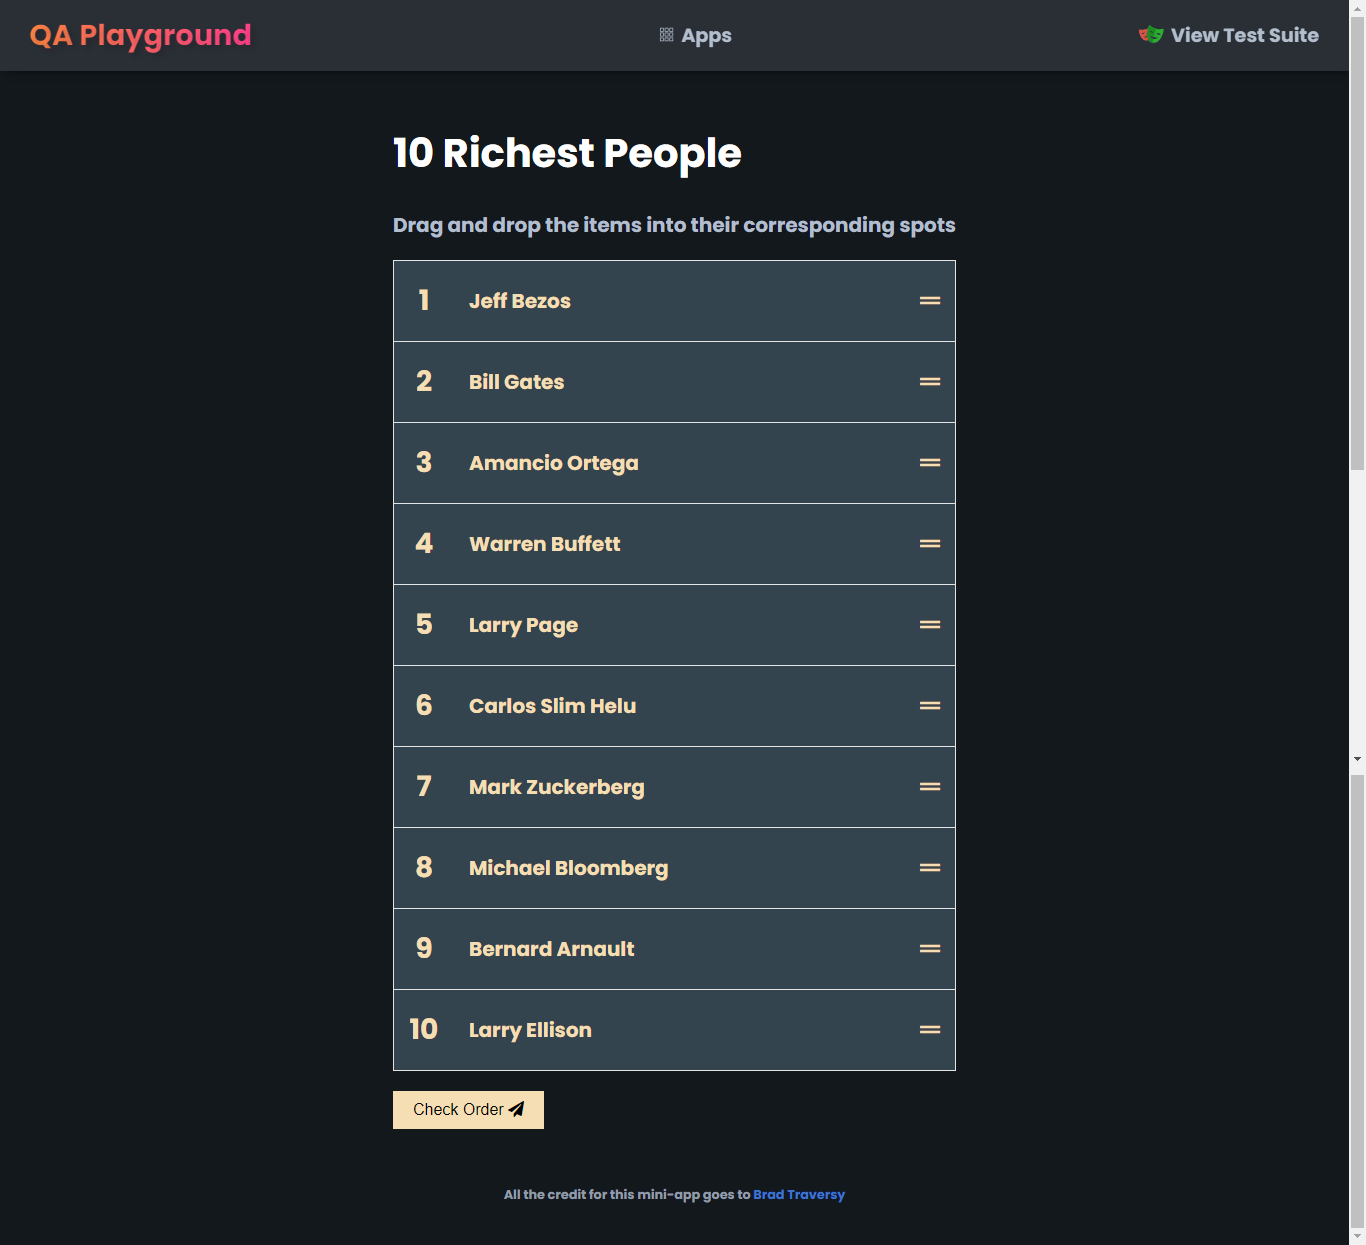 QA Playground
Apps
View Test Suite
10 Richest People
Drag and drop the items into their corresponding spots
1 Jeff Bezos
2 Bill Gates
3 Amancio Ortega
4 Warren Buffett
5 Larry Page
6 Carlos Slim Helu
7 Mark Zuckerberg
8 Michael Bloomberg
9 Bernard Arnault
10 Larry Ellison
Check Order
All the credit for this mini-app goes to Brad Traversy